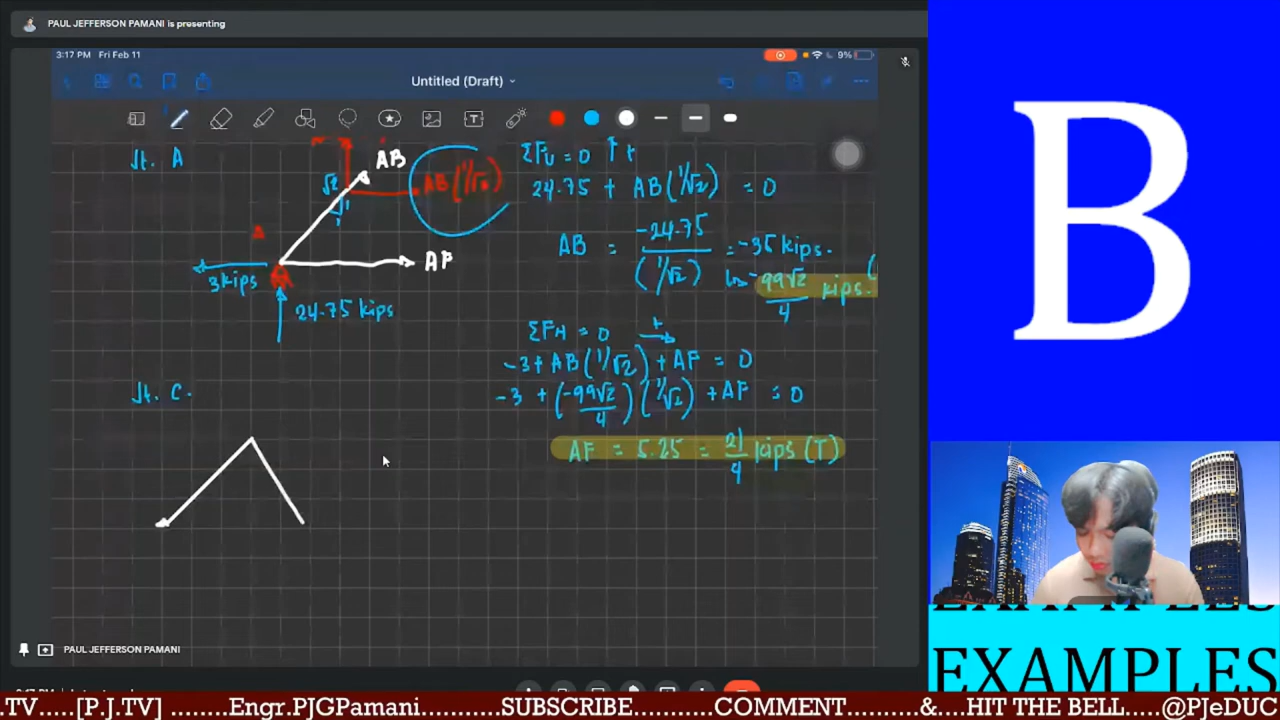 PAUL JEFFERSON PAMANI is presenting
3:17 PM Fri Feb 11
9%
Untitled (Draft)
Jt. A
AB
√2
1
1
AB(1/√2)
A
AF
3kips
24.75 kips
ΣFv = 0 ↑+
24.75 + AB(1/√2) = 0
AB = -24.75 / (1/√2) = -35 kips.
↳ -99√2/4 kips. (
ΣFH = 0 →+
-3 + AB(1/√2) + AF = 0
-3 + (-99√2/4)(1/√2) + AF = 0
AF = 5.25 = 21/4 kips (T)
Jt. C.
PAUL JEFFERSON PAMANI
B
EXAMPLES
.TV.....[P.J.TV] ........Engr.PJGPamani..........SUBSCRIBE..........COMMENT.........&....HIT THE BELL.....@PJeDUC